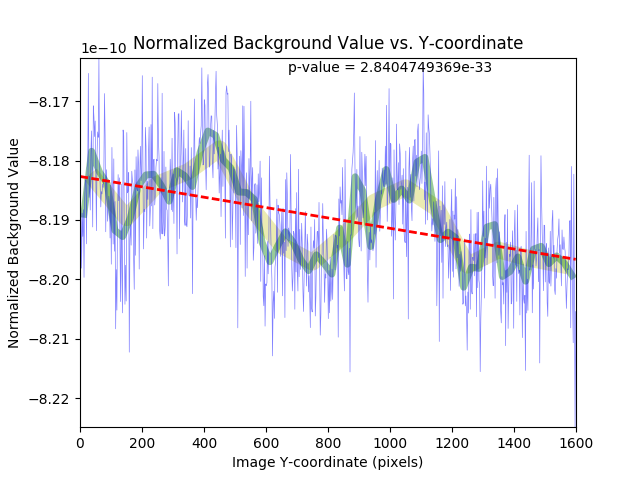 1e−10
Normalized Background Value vs. Y-coordinate
p-value = 2.8404749369e-33
−8.17
−8.18
−8.19
−8.20
−8.21
−8.22
Normalized Background Value
0 200 400 600 800 1000 1200 1400 1600
Image Y-coordinate (pixels)